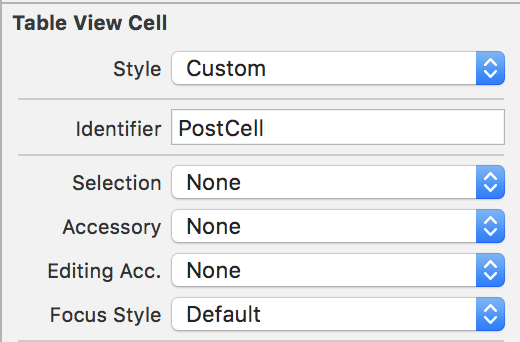 Table View Cell
Style Custom
Identifier PostCell
Selection None
Accessory None
Editing Acc. None
Focus Style Default